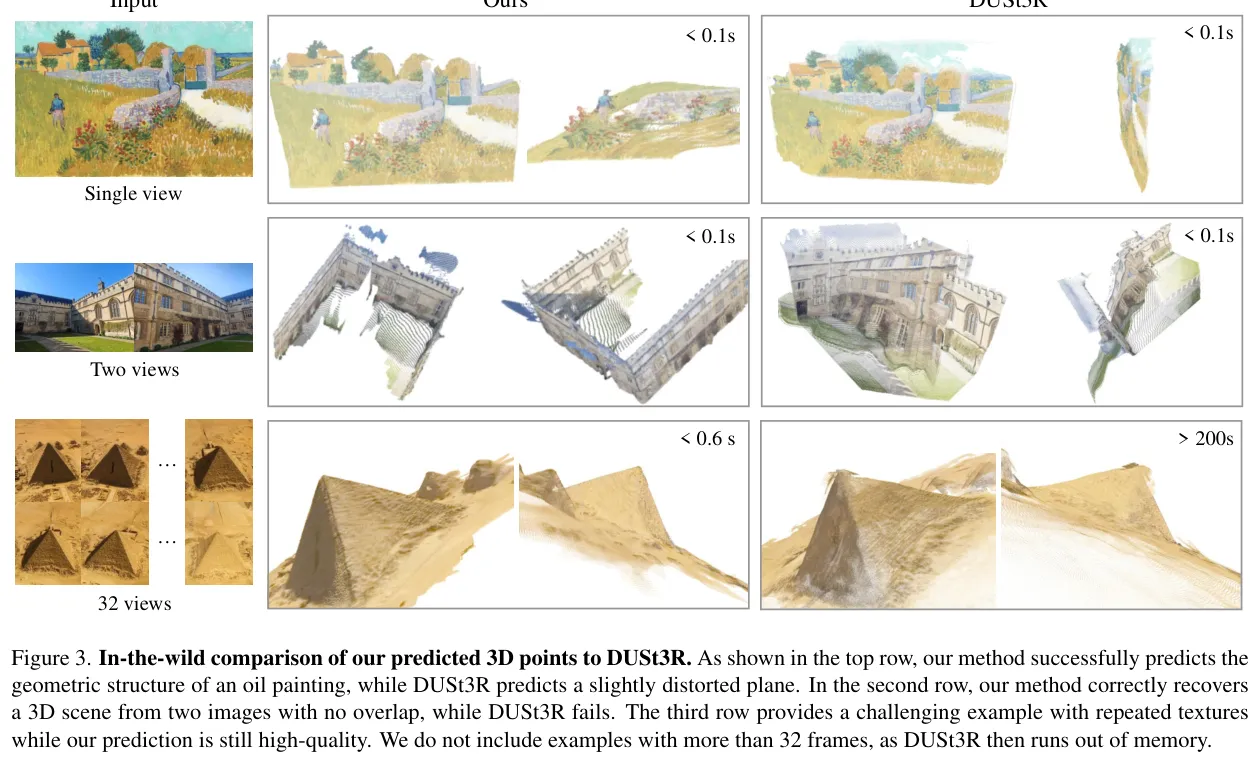 Input Ours DUSt3R
< 0.1s < 0.1s
Single view
< 0.1s < 0.1s
Two views
< 0.6 s > 200s
... 
...
32 views
Figure 3. In-the-wild comparison of our predicted 3D points to DUSt3R. As shown in the top row, our method successfully predicts the
geometric structure of an oil painting, while DUSt3R predicts a slightly distorted plane. In the second row, our method correctly recovers
a 3D scene from two images with no overlap, while DUSt3R fails. The third row provides a challenging example with repeated textures
while our prediction is still high-quality. We do not include examples with more than 32 frames, as DUSt3R then runs out of memory.